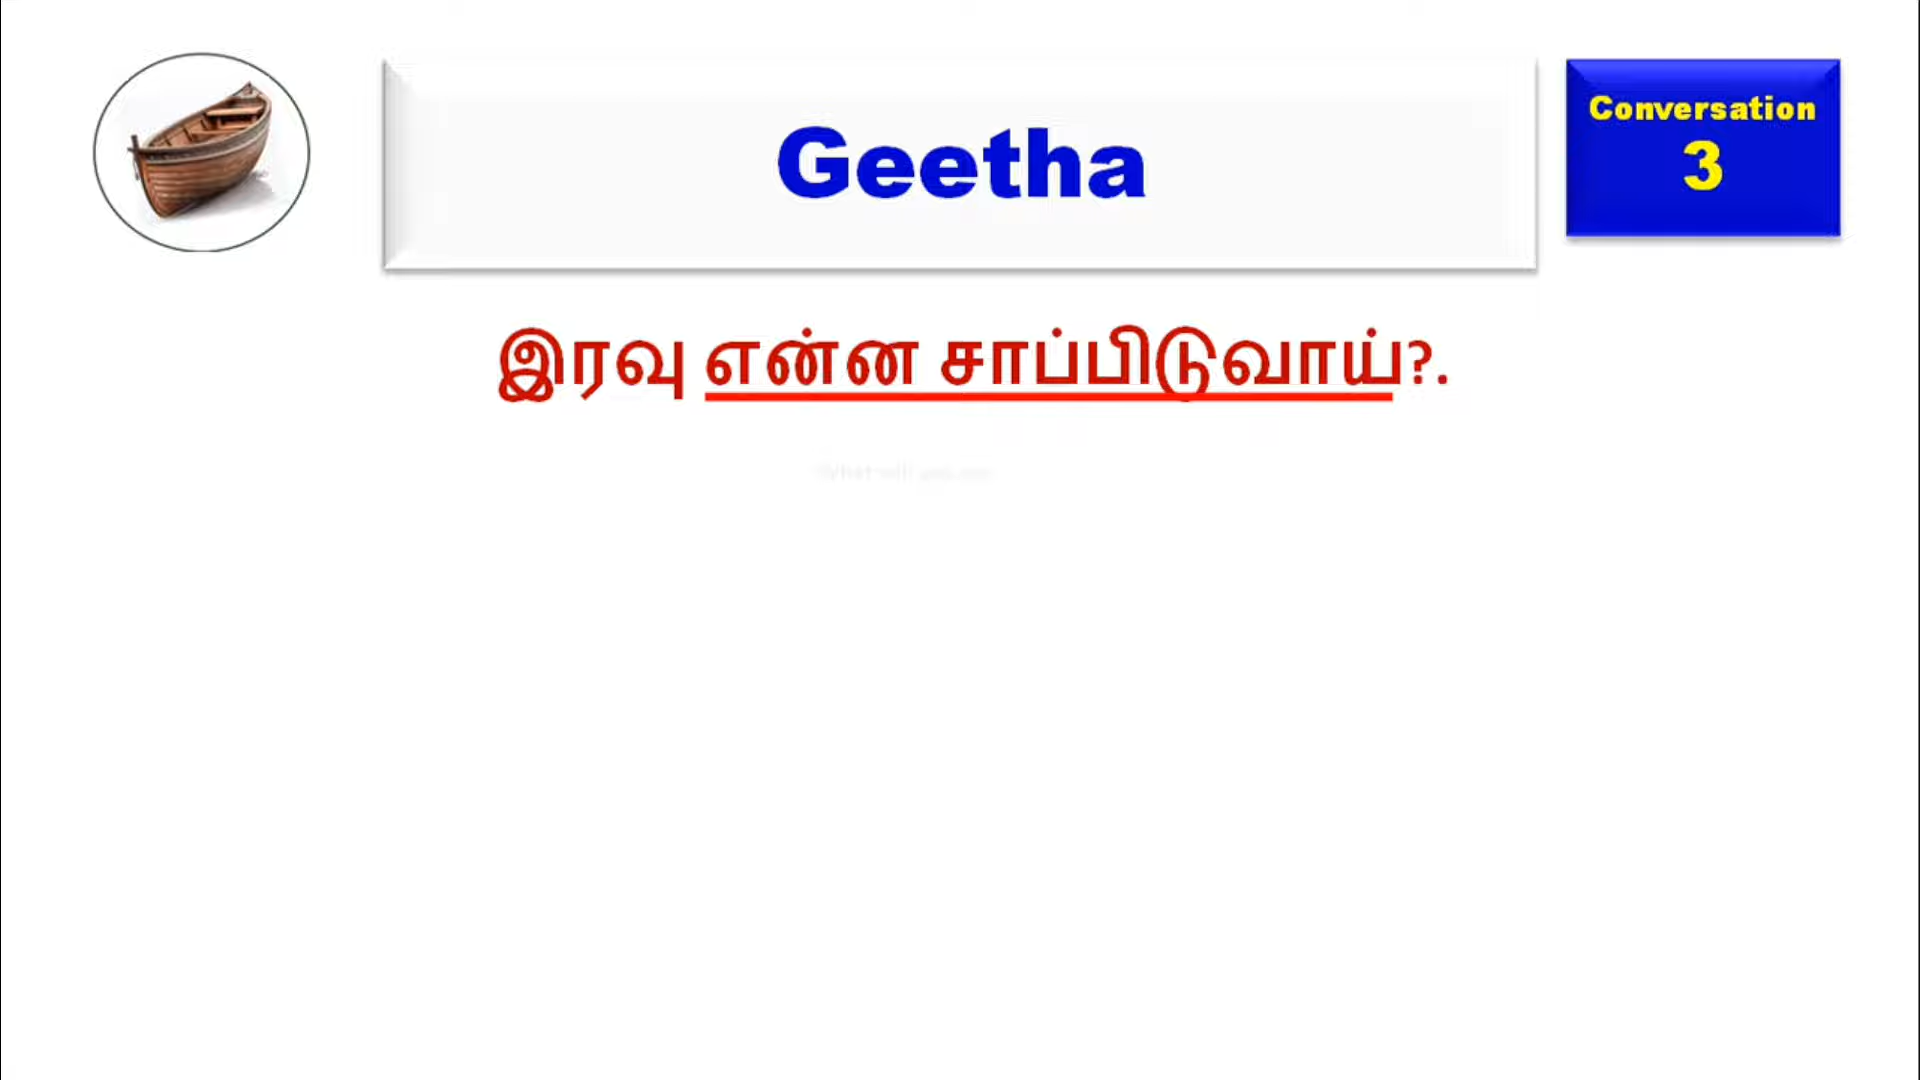 Geetha
Conversation
3
இரவு என்ன சாப்பிடுவாய்?.